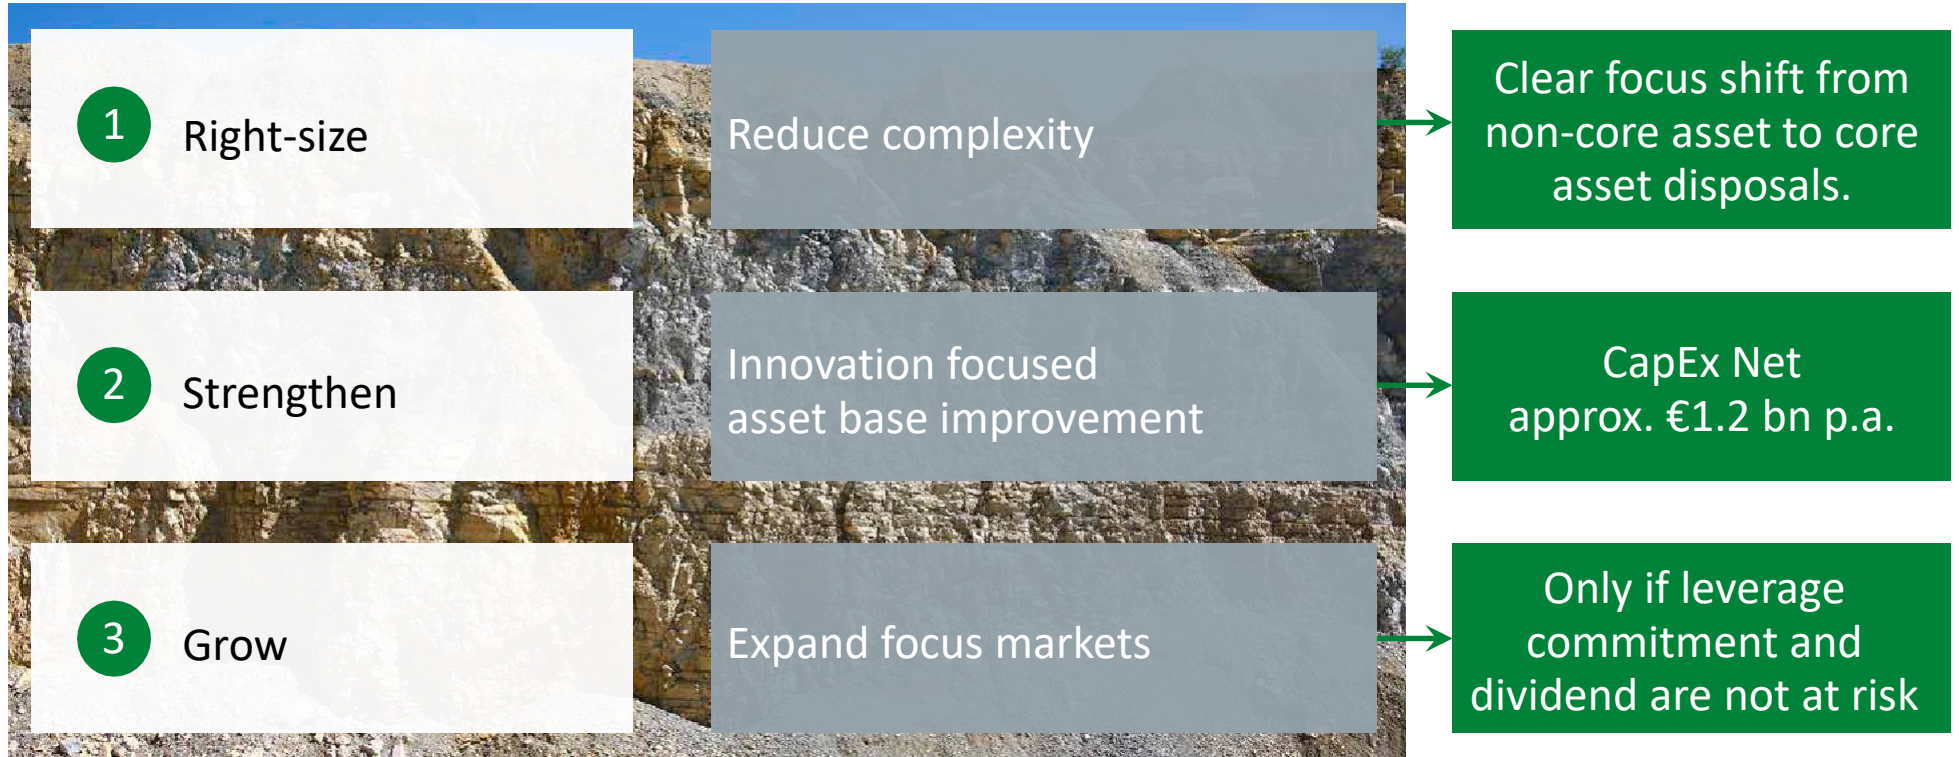 1
Right-size
Reduce complexity
Clear focus shift from
non-core asset to core
asset disposals.
2
Strengthen
Innovation focused
asset base improvement
CapEx Net
approx. €1.2 bn p.a.
3
Grow
Expand focus markets
Only if leverage
commitment and
dividend are not at risk